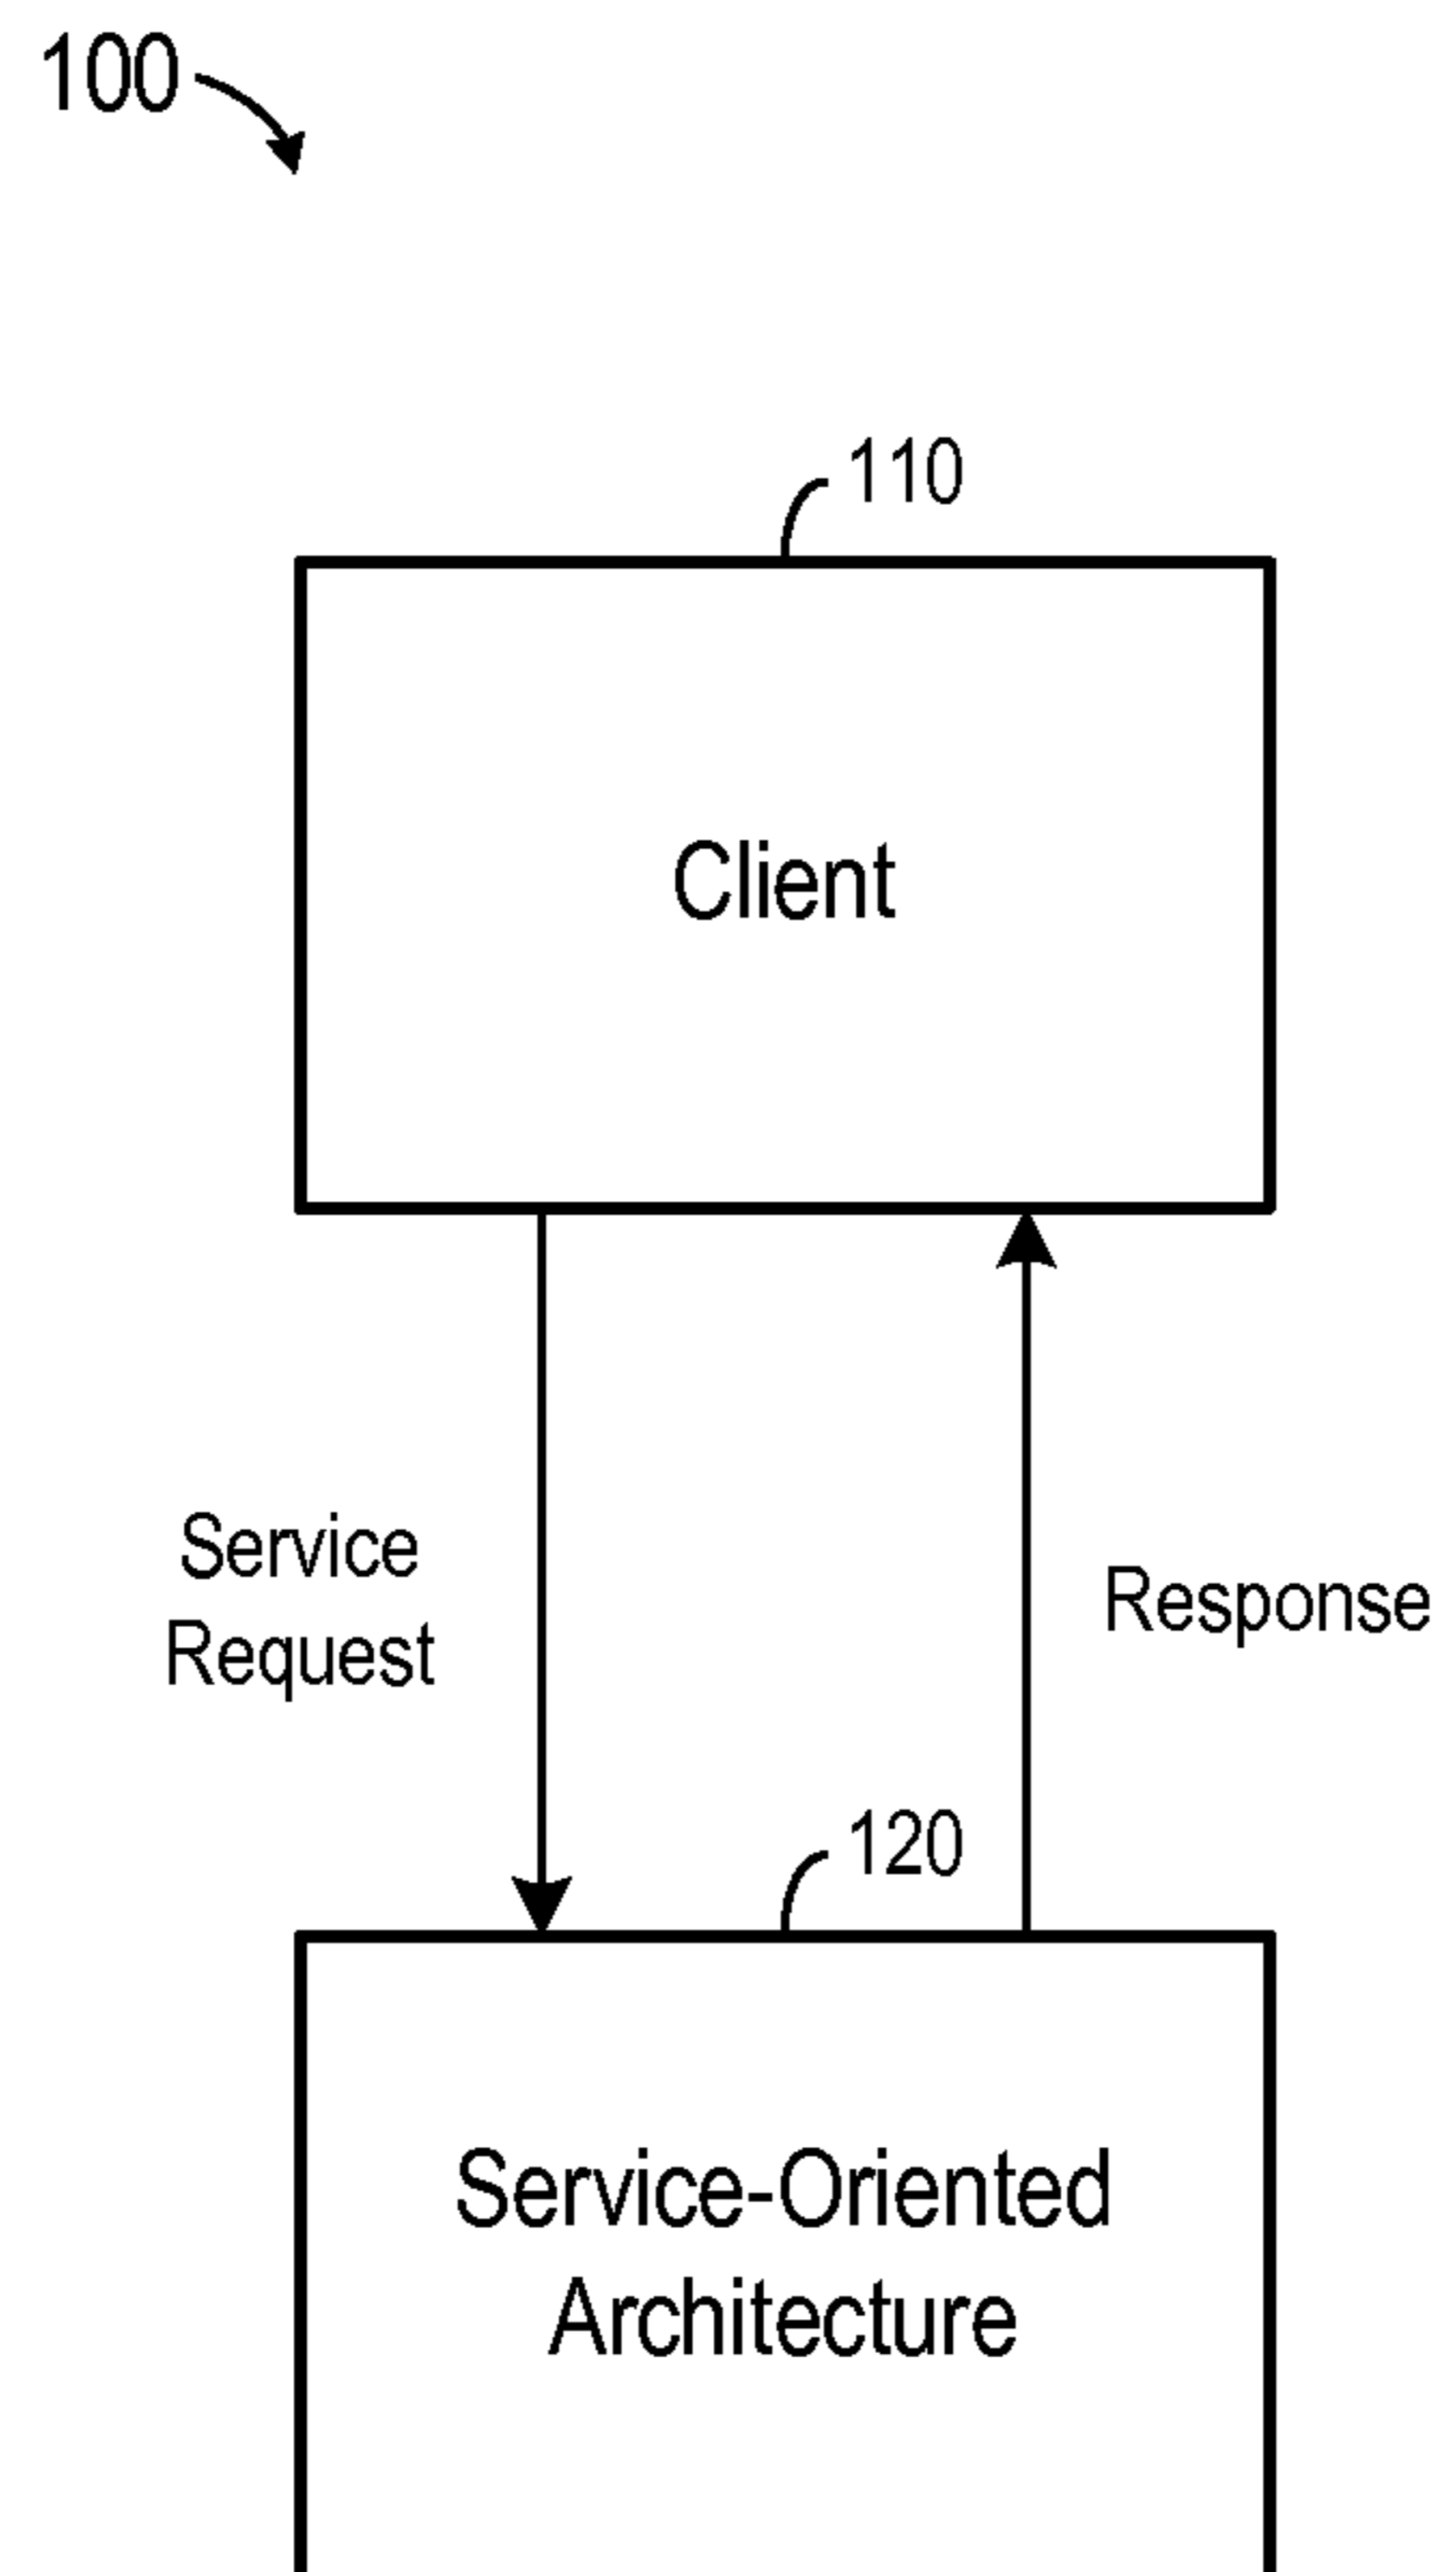 100
110
Client
Service
Request
Response
120
Service-Oriented
Architecture